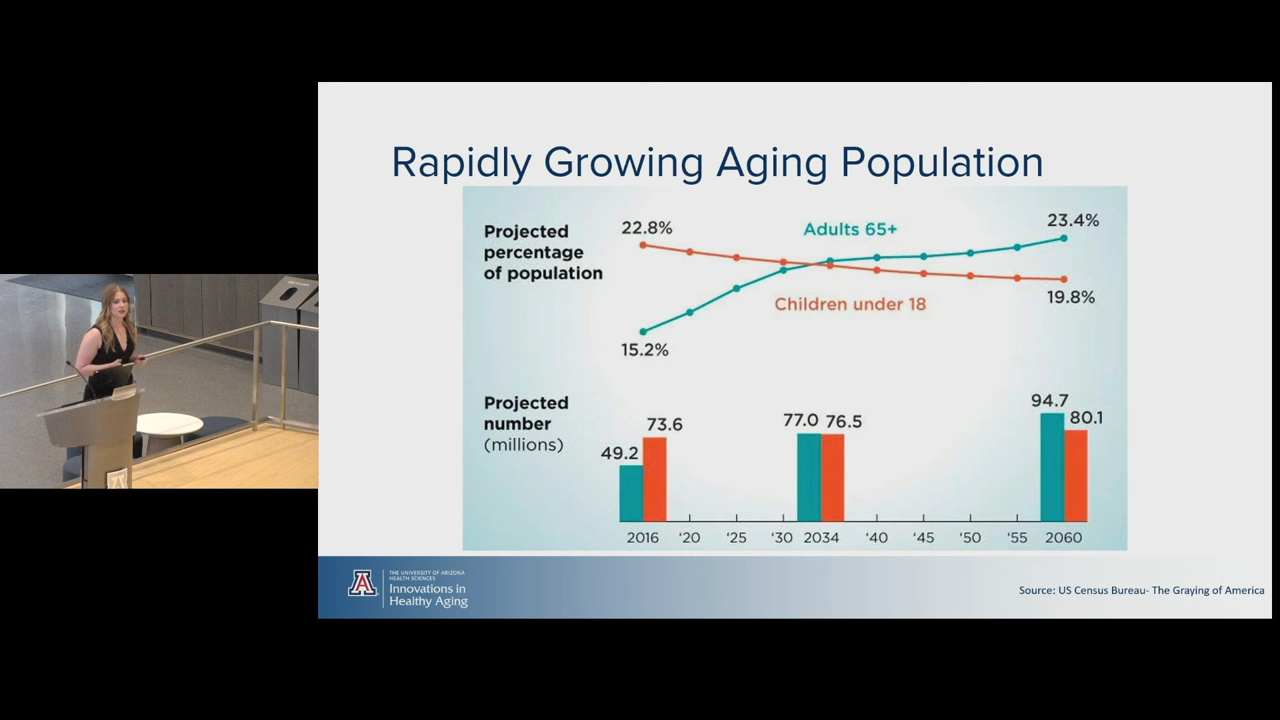 Rapidly Growing Aging Population
Projected
percentage
of population
22.8%
Adults 65+
23.4%
Children under 18
19.8%
15.2%
Projected
number
(millions)
49.2
73.6
77.0
76.5
94.7
80.1
2016 '20 '25 '30 2034 '40 '45 '50 '55 2060
A
THE UNIVERSITY OF ARIZONA
HEALTH SCIENCES
Innovations in
Healthy Aging
Source: US Census Bureau- The Graying of America